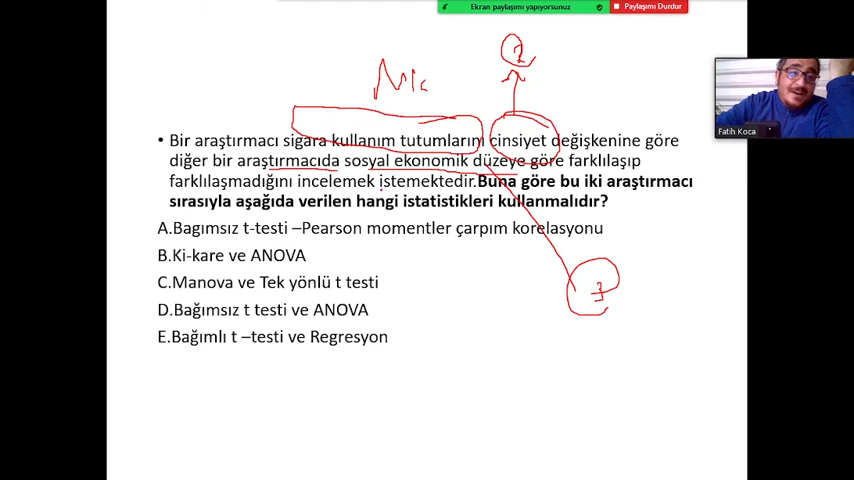 Ekran paylaşımı yapıyorsunuz
Paylaşımı Durdur
2
Fatih Koca
• Bir araştırmacı sigara kullanım tutumlarını cinsiyet değişkenine göre
diğer bir araştırmacıda sosyal ekonomik düzeye göre farklılaşıp
farklılaşmadığını incelemek istemektedir.Buna göre bu iki araştırmacı
sırasıyla aşağıda verilen hangi istatistikleri kullanmalıdır?
A.Bagımsız t-testi –Pearson momentler çarpım korelasyonu
B.Ki-kare ve ANOVA
C.Manova ve Tek yönlü t testi
3
D.Bağımsız t testi ve ANOVA
E.Bağımlı t –testi ve Regresyon